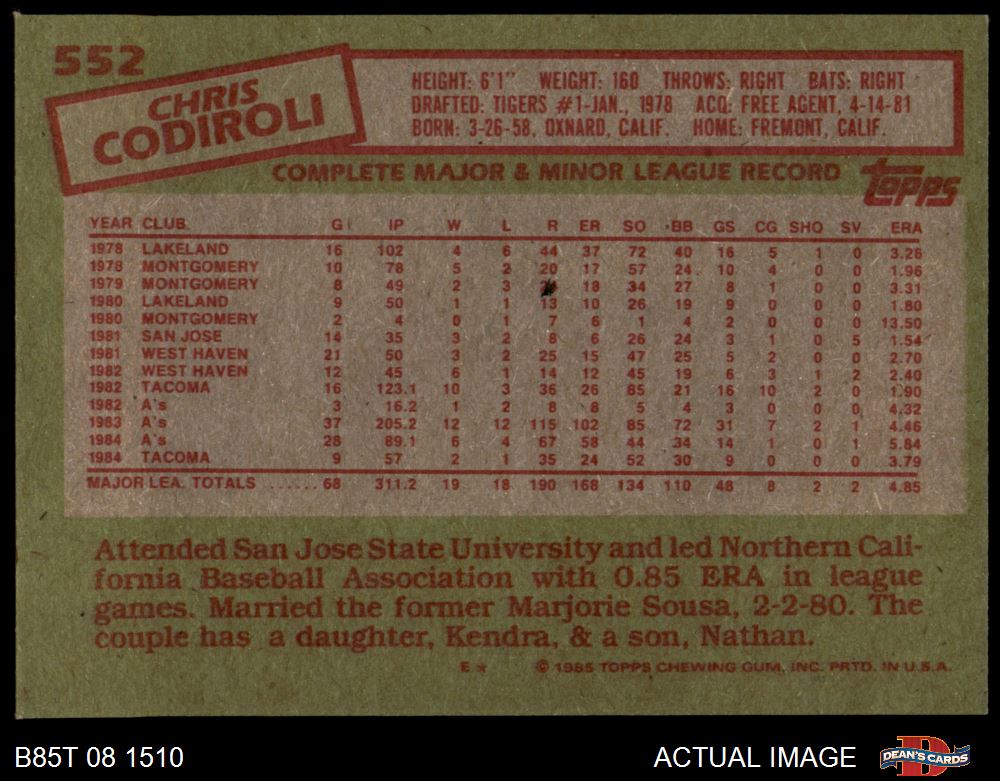 552
CHRIS
CODIROLI
HEIGHT: 6'1" WEIGHT: 160 THROWS: RIGHT BATS: RIGHT
DRAFTED: TIGERS #1-JAN., 1978 ACQ: FREE AGENT, 4-14-81
BORN: 3-26-58, OXNARD, CALIF. HOME: FREMONT, CALIF.
COMPLETE MAJOR & MINOR LEAGUE RECORD
Topps
YEAR CLUB G IP W L R ER SO BB GS CG SHO SV ERA
1978 LAKELAND 16 102 4 6 44 37 72 40 16 5 1 0 3.26
1978 MONTGOMERY 10 78 5 2 20 17 57 24 10 4 0 0 1.96
1979 MONTGOMERY 8 49 2 3 18 34 27 8 1 0 0 3.31
1980 LAKELAND 9 50 1 1 13 10 26 19 9 0 0 0 1.80
1980 MONTGOMERY 2 4 0 1 7 6 1 4 2 0 0 0 13.50
1981 SAN JOSE 14 35 3 2 8 6 26 24 3 1 0 5 1.54
1981 WEST HAVEN 21 50 3 2 25 15 47 25 5 2 0 0 2.70
1982 WEST HAVEN 12 45 6 1 14 12 45 19 6 3 1 2 2.40
1982 TACOMA 16 123.1 10 3 36 26 85 21 16 10 2 0 1.90
1982 A's 3 16.2 1 2 8 8 5 4 3 0 0 0 4.32
1983 A's 37 205.2 12 12 115 102 85 72 31 7 2 1 4.46
1984 A's 28 89.1 6 4 67 58 44 34 14 1 0 1 5.84
1984 TACOMA 9 57 2 1 35 24 52 30 9 0 0 0 3.79
MAJOR LEA. TOTALS ...... 68 311.2 19 18 190 168 134 110 48 8 2 2 4.85
Attended San Jose State University and led Northern Cali-
fornia Baseball Association with 0.85 ERA in league
games. Married the former Marjorie Sousa, 2-2-80. The
couple has a daughter, Kendra, & a son, Nathan.
E * © 1985 TOPPS CHEWING GUM, INC. PRTD. IN U.S.A.
B85T 08 1510 ACTUAL IMAGE DEAN'S CARDS